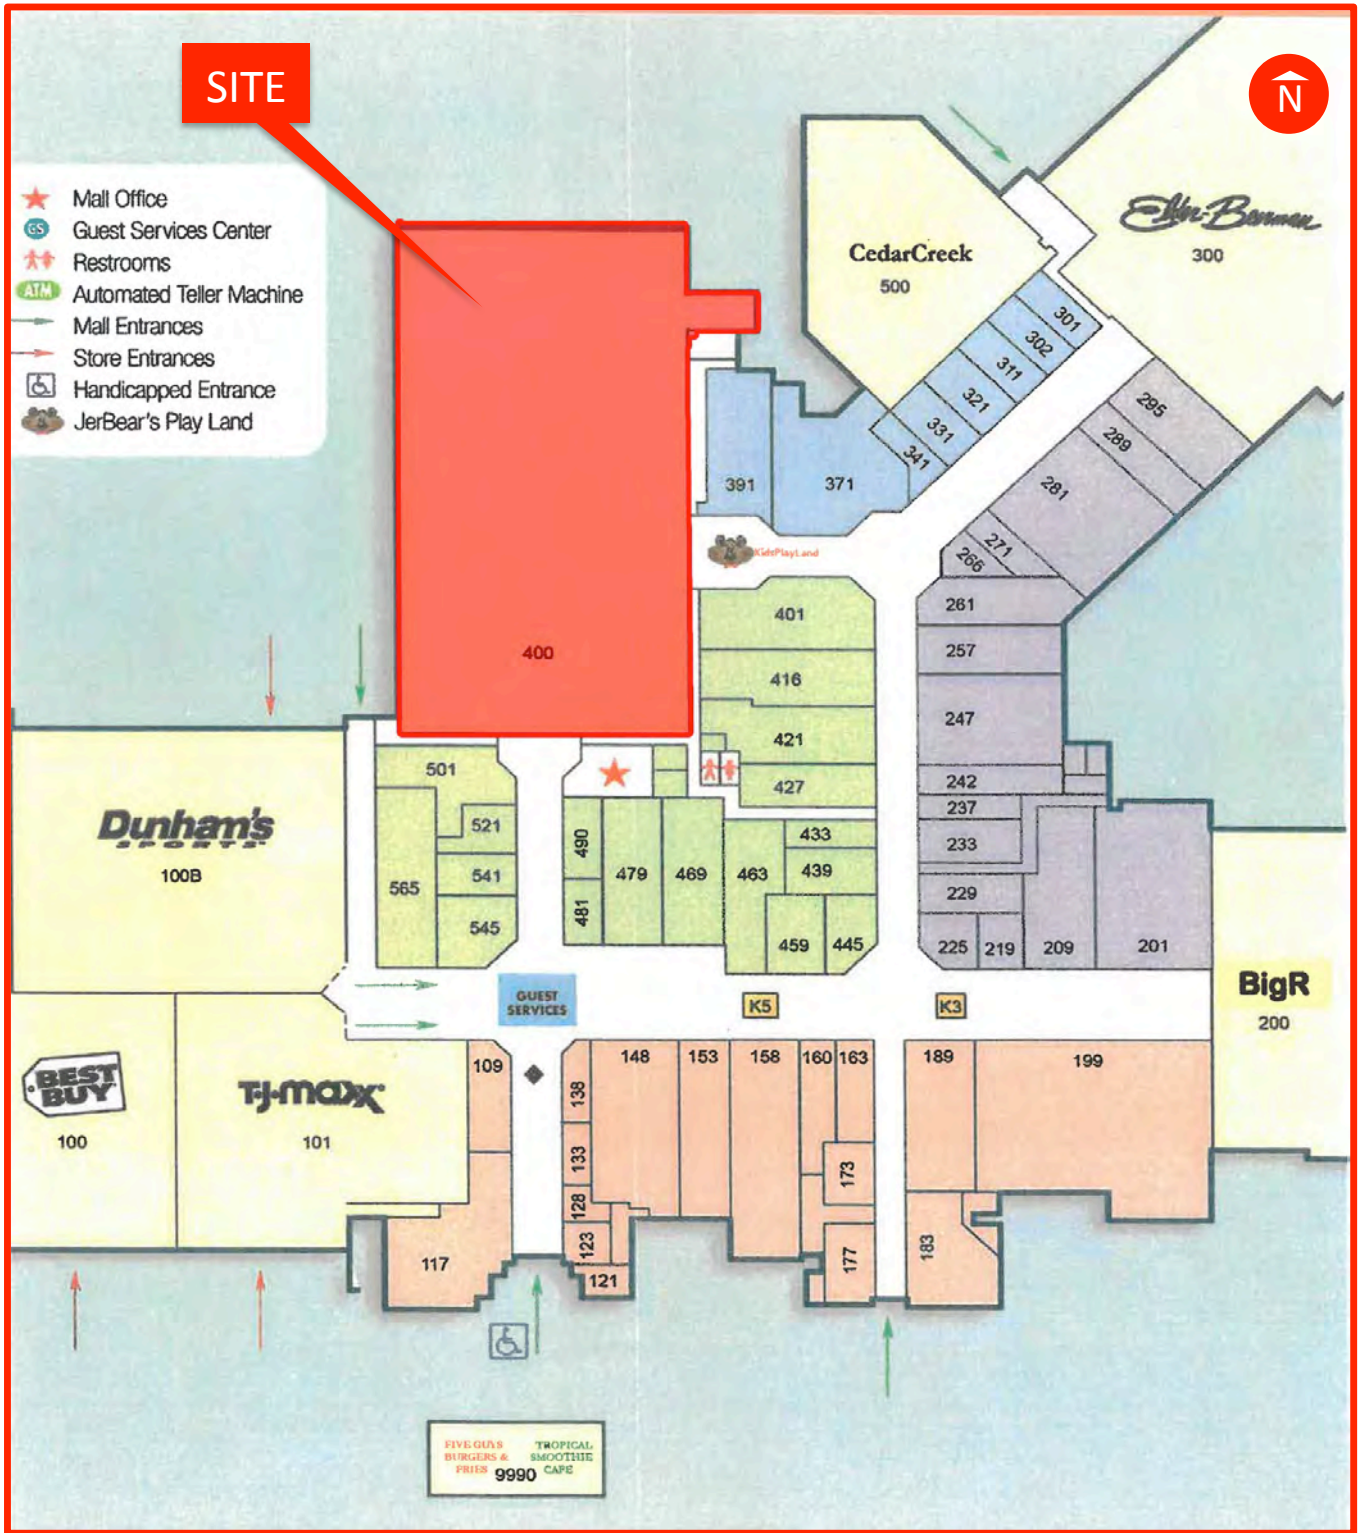 SITE
N
Mall Office
GS Guest Services Center
Restrooms
ATM Automated Teller Machine
Mall Entrances
Store Entrances
Handicapped Entrance
JerBear's Play Land
CedarCreek
500
Elder-Beerman
300
301
302
311
321
331
341
371
391
295
289
281
271
266
KidsPlayLand
401
416
421
427
261
257
247
242
237
233
229
225
219
209
201
400
501
521
541
545
565
490
481
479
469
463
433
439
459
445
Dunham's
SPORTS
100B
BigR
200
GUEST
SERVICES
K5
K3
BEST
BUY
100
T.J.maxx
101
109
117
138
133
128
123
121
148
153
158
160
163
173
177
189
183
199
FIVE GUYS
BURGERS &
FRIES
TROPICAL
SMOOTHIE
CAFE
9990